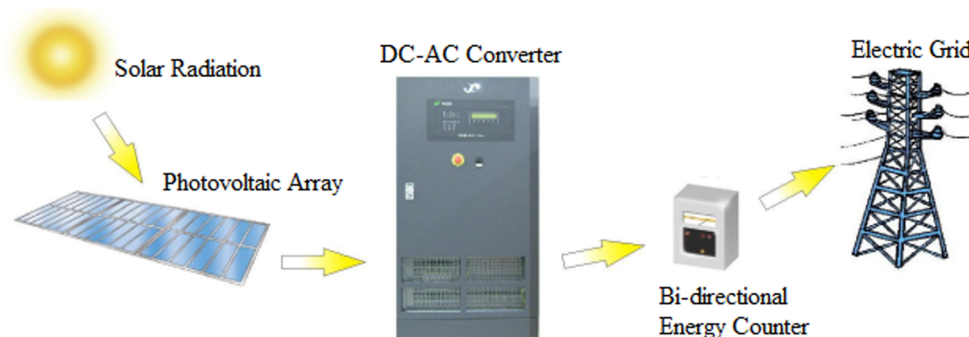 Solar Radiation
DC-AC Converter
Electric Grid
Photovoltaic Array
Bi-directional
Energy Counter